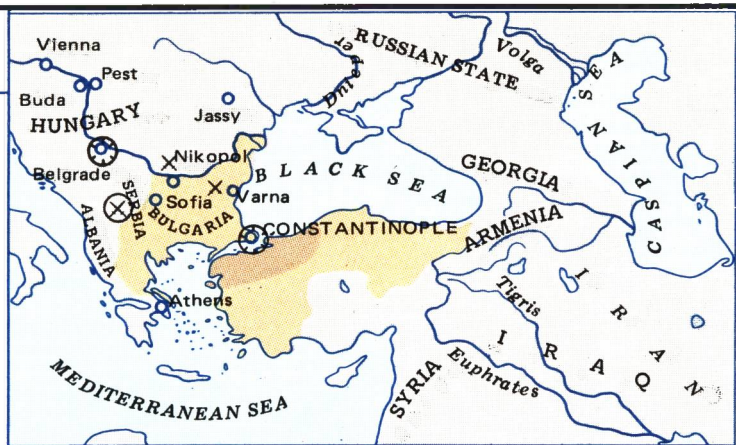 Vienna
Pest
Buda
HUNGARY
Belgrade
Jassy
Nikopol
Dnieper
RUSSIAN STATE
Volga
CASPIAN SEA
BLACK SEA
GEORGIA
ARMENIA
Sofia
Varna
SERBIA
BULGARIA
ALBANIA
CONSTANTINOPLE
Athens
Tigris
IRAN
IRAQ
Euphrates
SYRIA
MEDITERRANEAN SEA